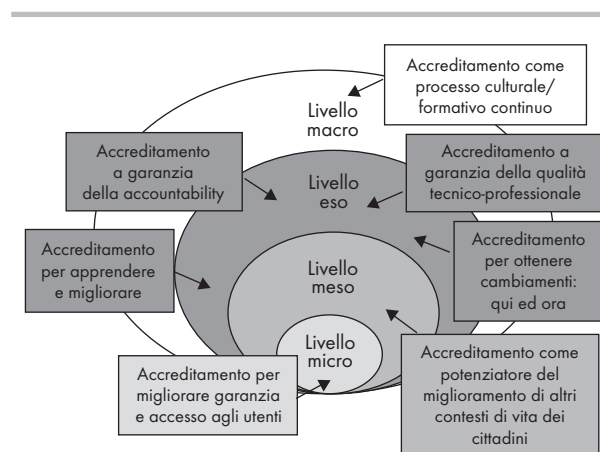 Accreditamento come
processo culturale/
formativo continuo
Livello
macro
Accreditamento
a garanzia
della accountability
Livello
eso
Accreditamento a
garanzia della qualità
tecnico-professionale
Accreditamento
per apprendere
e migliorare
Livello
meso
Accreditamento
per ottenere
cambiamenti:
qui ed ora
Livello
micro
Accreditamento per
migliorare garanzia
e accesso agli utenti
Accreditamento come
potenziatore del
miglioramento di altri
contesti di vita dei
cittadini